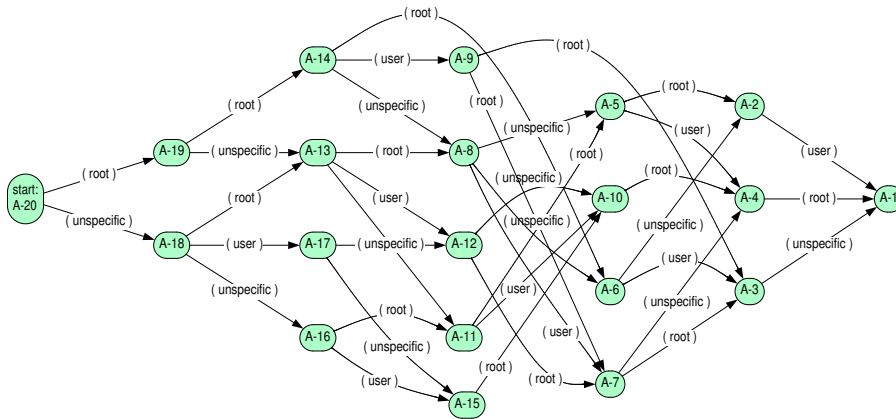 ( root )
A-14
( user )
A-9
( root )
( root )
( root )
( unspecific )
A-5
( root )
A-2
( unspecific )
( user )
( user )
A-19
( unspecific )
A-13
( root )
A-8
( root )
( root )
( unspecific )
A-10
( root )
start:
A-20
A-4
( root )
A-1
( unspecific )
( root )
( user )
( unspecific )
( unspecific )
A-18
( user )
A-17
( unspecific )
A-12
( user )
( unspecific )
( unspecific )
( user )
A-6
A-3
( unspecific )
( root )
A-16
A-11
( user )
( root )
( unspecific )
( user )
( root )
A-7
A-15
( root )